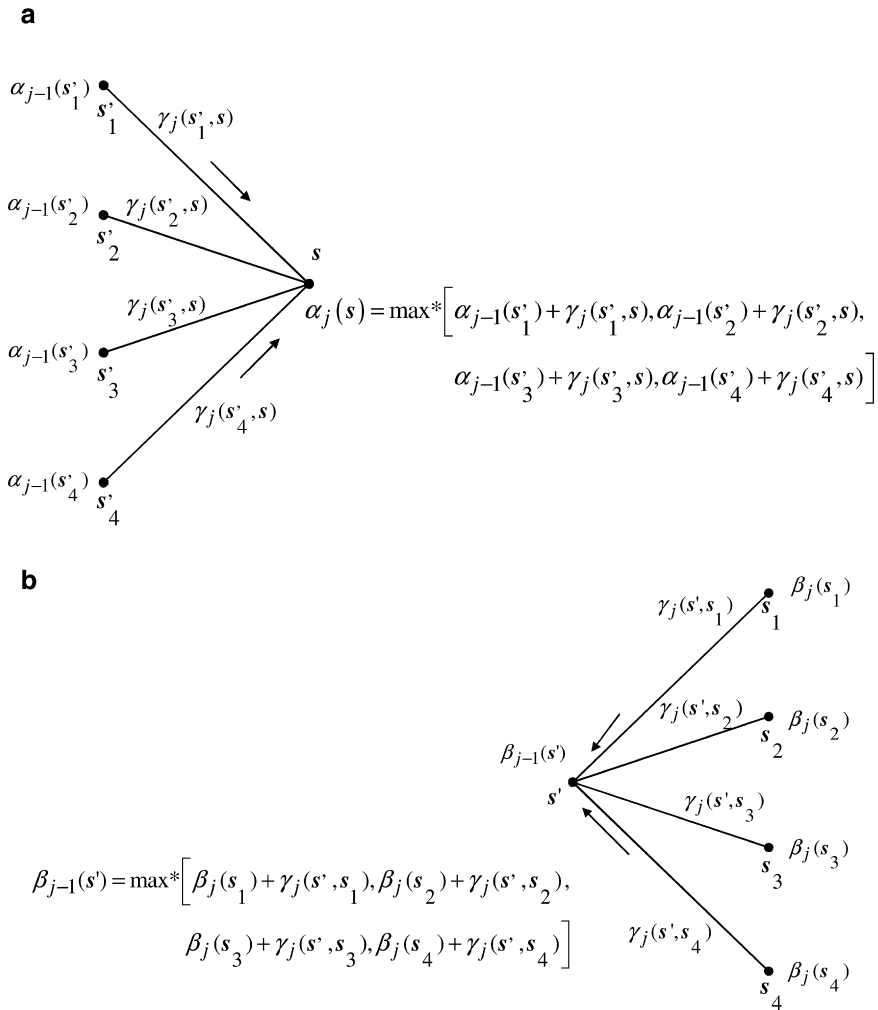 a
α_{j−1}(s'_1)
s'_1
γ_j(s'_1,s)
α_{j−1}(s'_2)
γ_j(s'_2,s)
s'_2
s
γ_j(s'_3,s)
α_j(s) = max*[α_{j−1}(s'_1)+γ_j(s'_1,s),α_{j−1}(s'_2)+γ_j(s'_2,s),
α_{j−1}(s'_3)
s'_3
α_{j−1}(s'_3)+γ_j(s'_3,s),α_{j−1}(s'_4)+γ_j(s'_4,s)]
γ_j(s'_4,s)
α_{j−1}(s'_4)
s'_4
b
β_j(s_1)
γ_j(s',s_1)
s_1
γ_j(s',s_2)
β_j(s_2)
s_2
β_{j−1}(s')
s'
γ_j(s',s_3)
β_j(s_3)
s_3
β_{j−1}(s') = max*[β_j(s_1)+γ_j(s',s_1),β_j(s_2)+γ_j(s',s_2),
γ_j(s',s_4)
β_j(s_3)+γ_j(s',s_3),β_j(s_4)+γ_j(s',s_4)]
β_j(s_4)
s_4